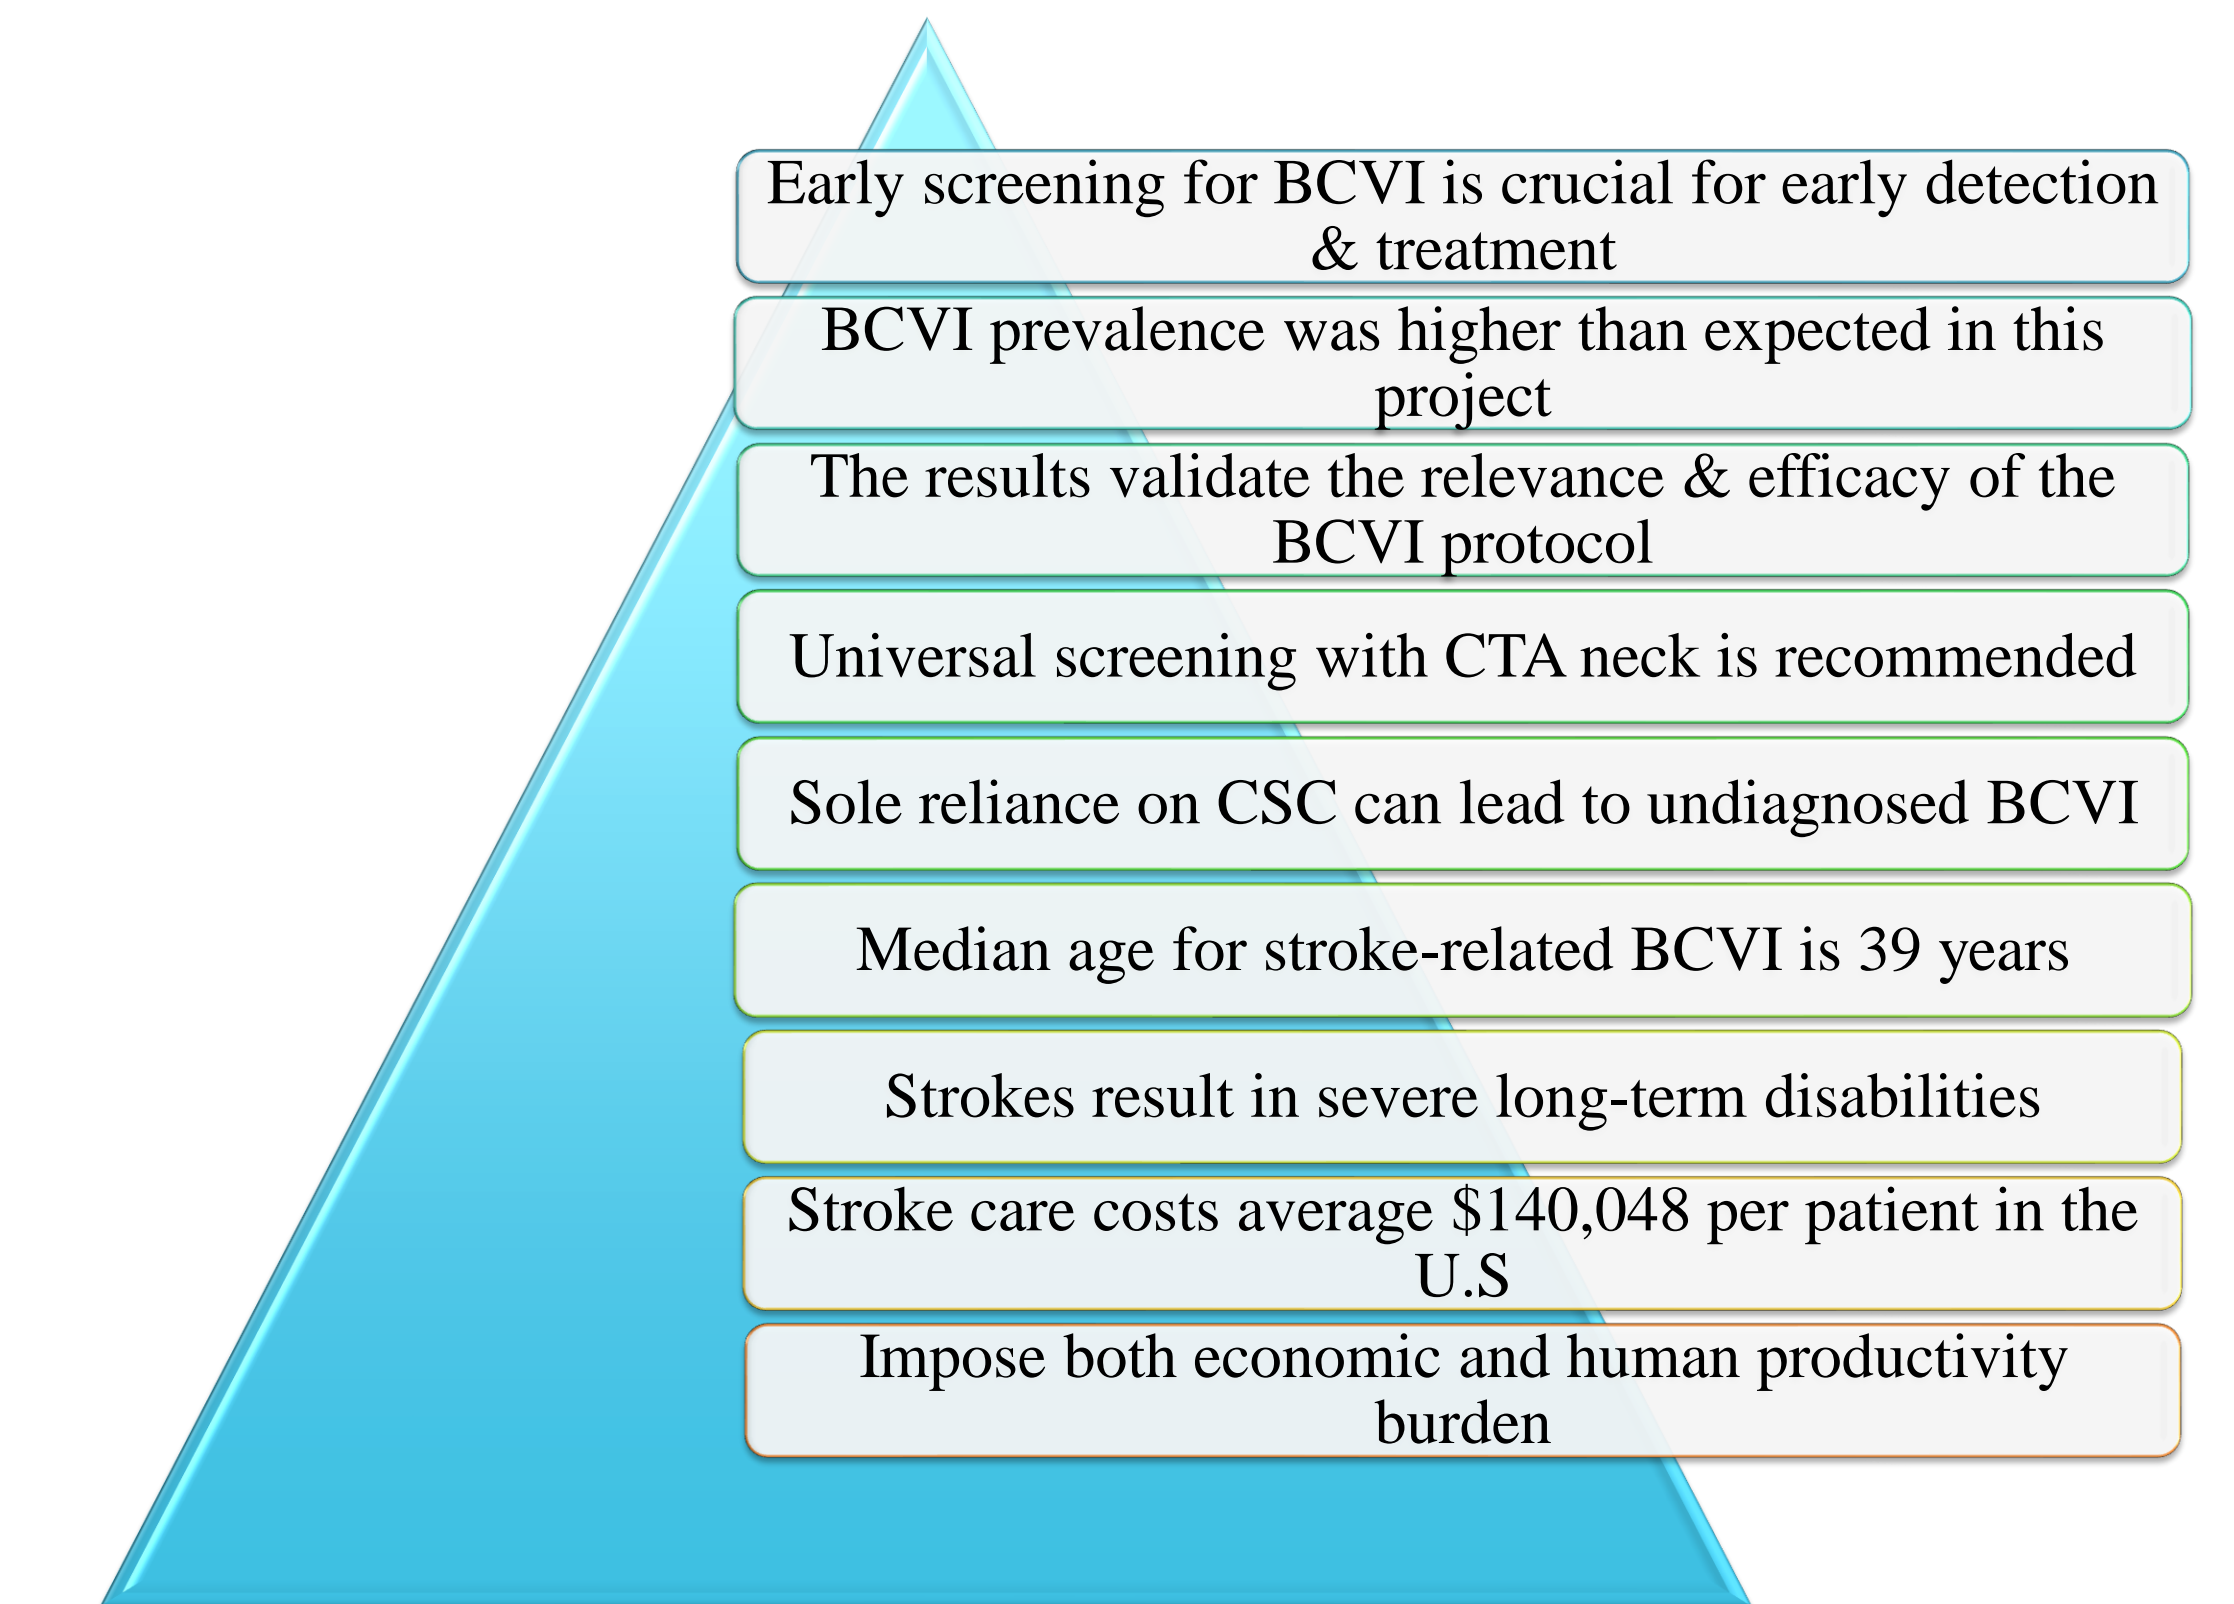 Early screening for BCVI is crucial for early detection
& treatment
BCVI prevalence was higher than expected in this
project
The results validate the relevance & efficacy of the
BCVI protocol
Universal screening with CTA neck is recommended
Sole reliance on CSC can lead to undiagnosed BCVI
Median age for stroke-related BCVI is 39 years
Strokes result in severe long-term disabilities
Stroke care costs average $140,048 per patient in the
U.S
Impose both economic and human productivity
burden